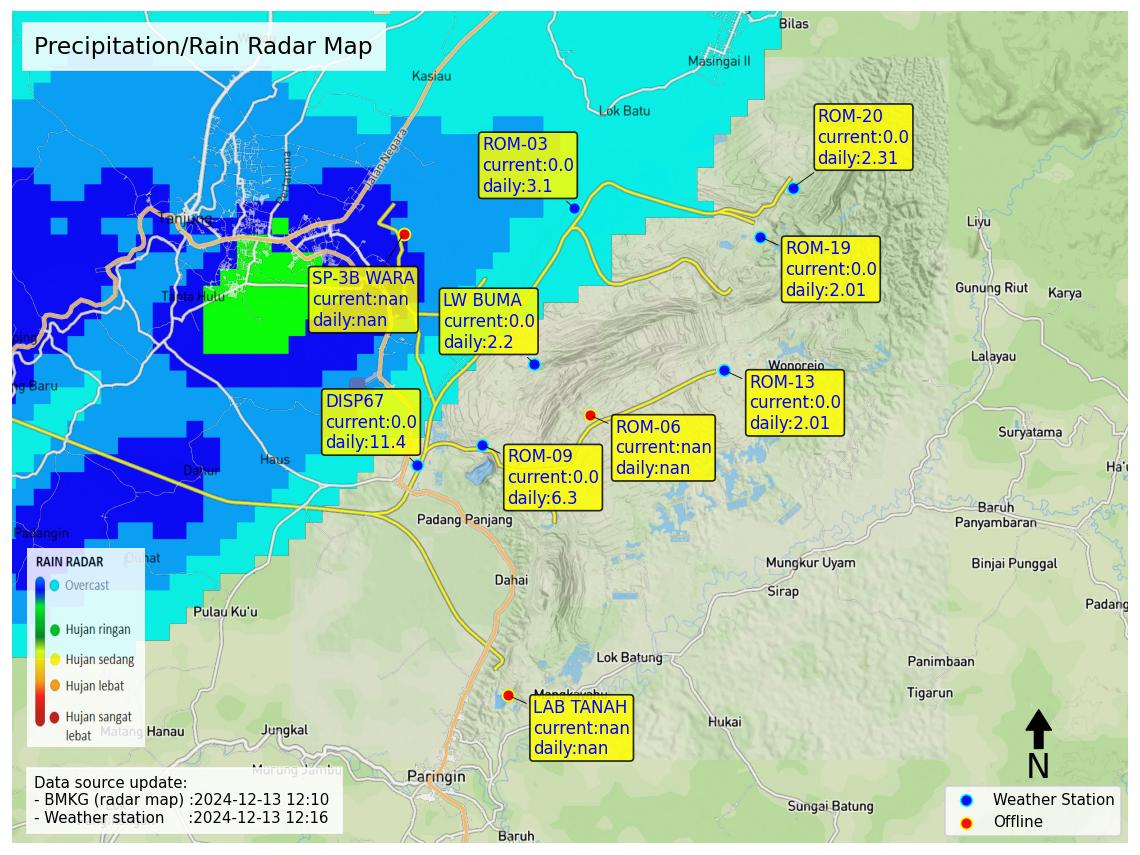 Precipitation/Rain Radar Map
Bilas
Masingai II
Kasiau
Lok Batu
Jalan Negara
ROM-20
current:0.0
daily:2.31
ROM-03
current:0.0
daily:3.1
Tanjung
Liyu
ROM-19
current:0.0
daily:2.01
SP-3B WARA
current:nan
daily:nan
LW BUMA
current:0.0
daily:2.2
Tanta Hulu
Gunung Riut
Karya
Lalayau
Wonorejo
ng Baru
ROM-13
current:0.0
daily:2.01
DISP67
current:0.0
daily:11.4
ROM-06
current:nan
daily:nan
Suryatama
ROM-09
current:0.0
daily:6.3
Haus
Dahur
Ha'u
Baruh
Panyambaran
Padang Panjang
Padangin
Mungkur Uyam
Binjai Punggal
Dahai
Sirap
Padang
Pulau Ku'u
RAIN RADAR
Overcast
Hujan ringan
Hujan sedang
Hujan lebat
Hujan sangat
lebat
Lok Batung
Panimbaan
Tigarun
Mangkayahu
LAB TANAH
current:nan
daily:nan
Hukai
Matang Hanau
Jungkal
Murung Jambu
Paringin
Sungai Batung
Baruh
Data source update:
- BMKG (radar map) :2024-12-13 12:10
- Weather station :2024-12-13 12:16
N
Weather Station
Offline